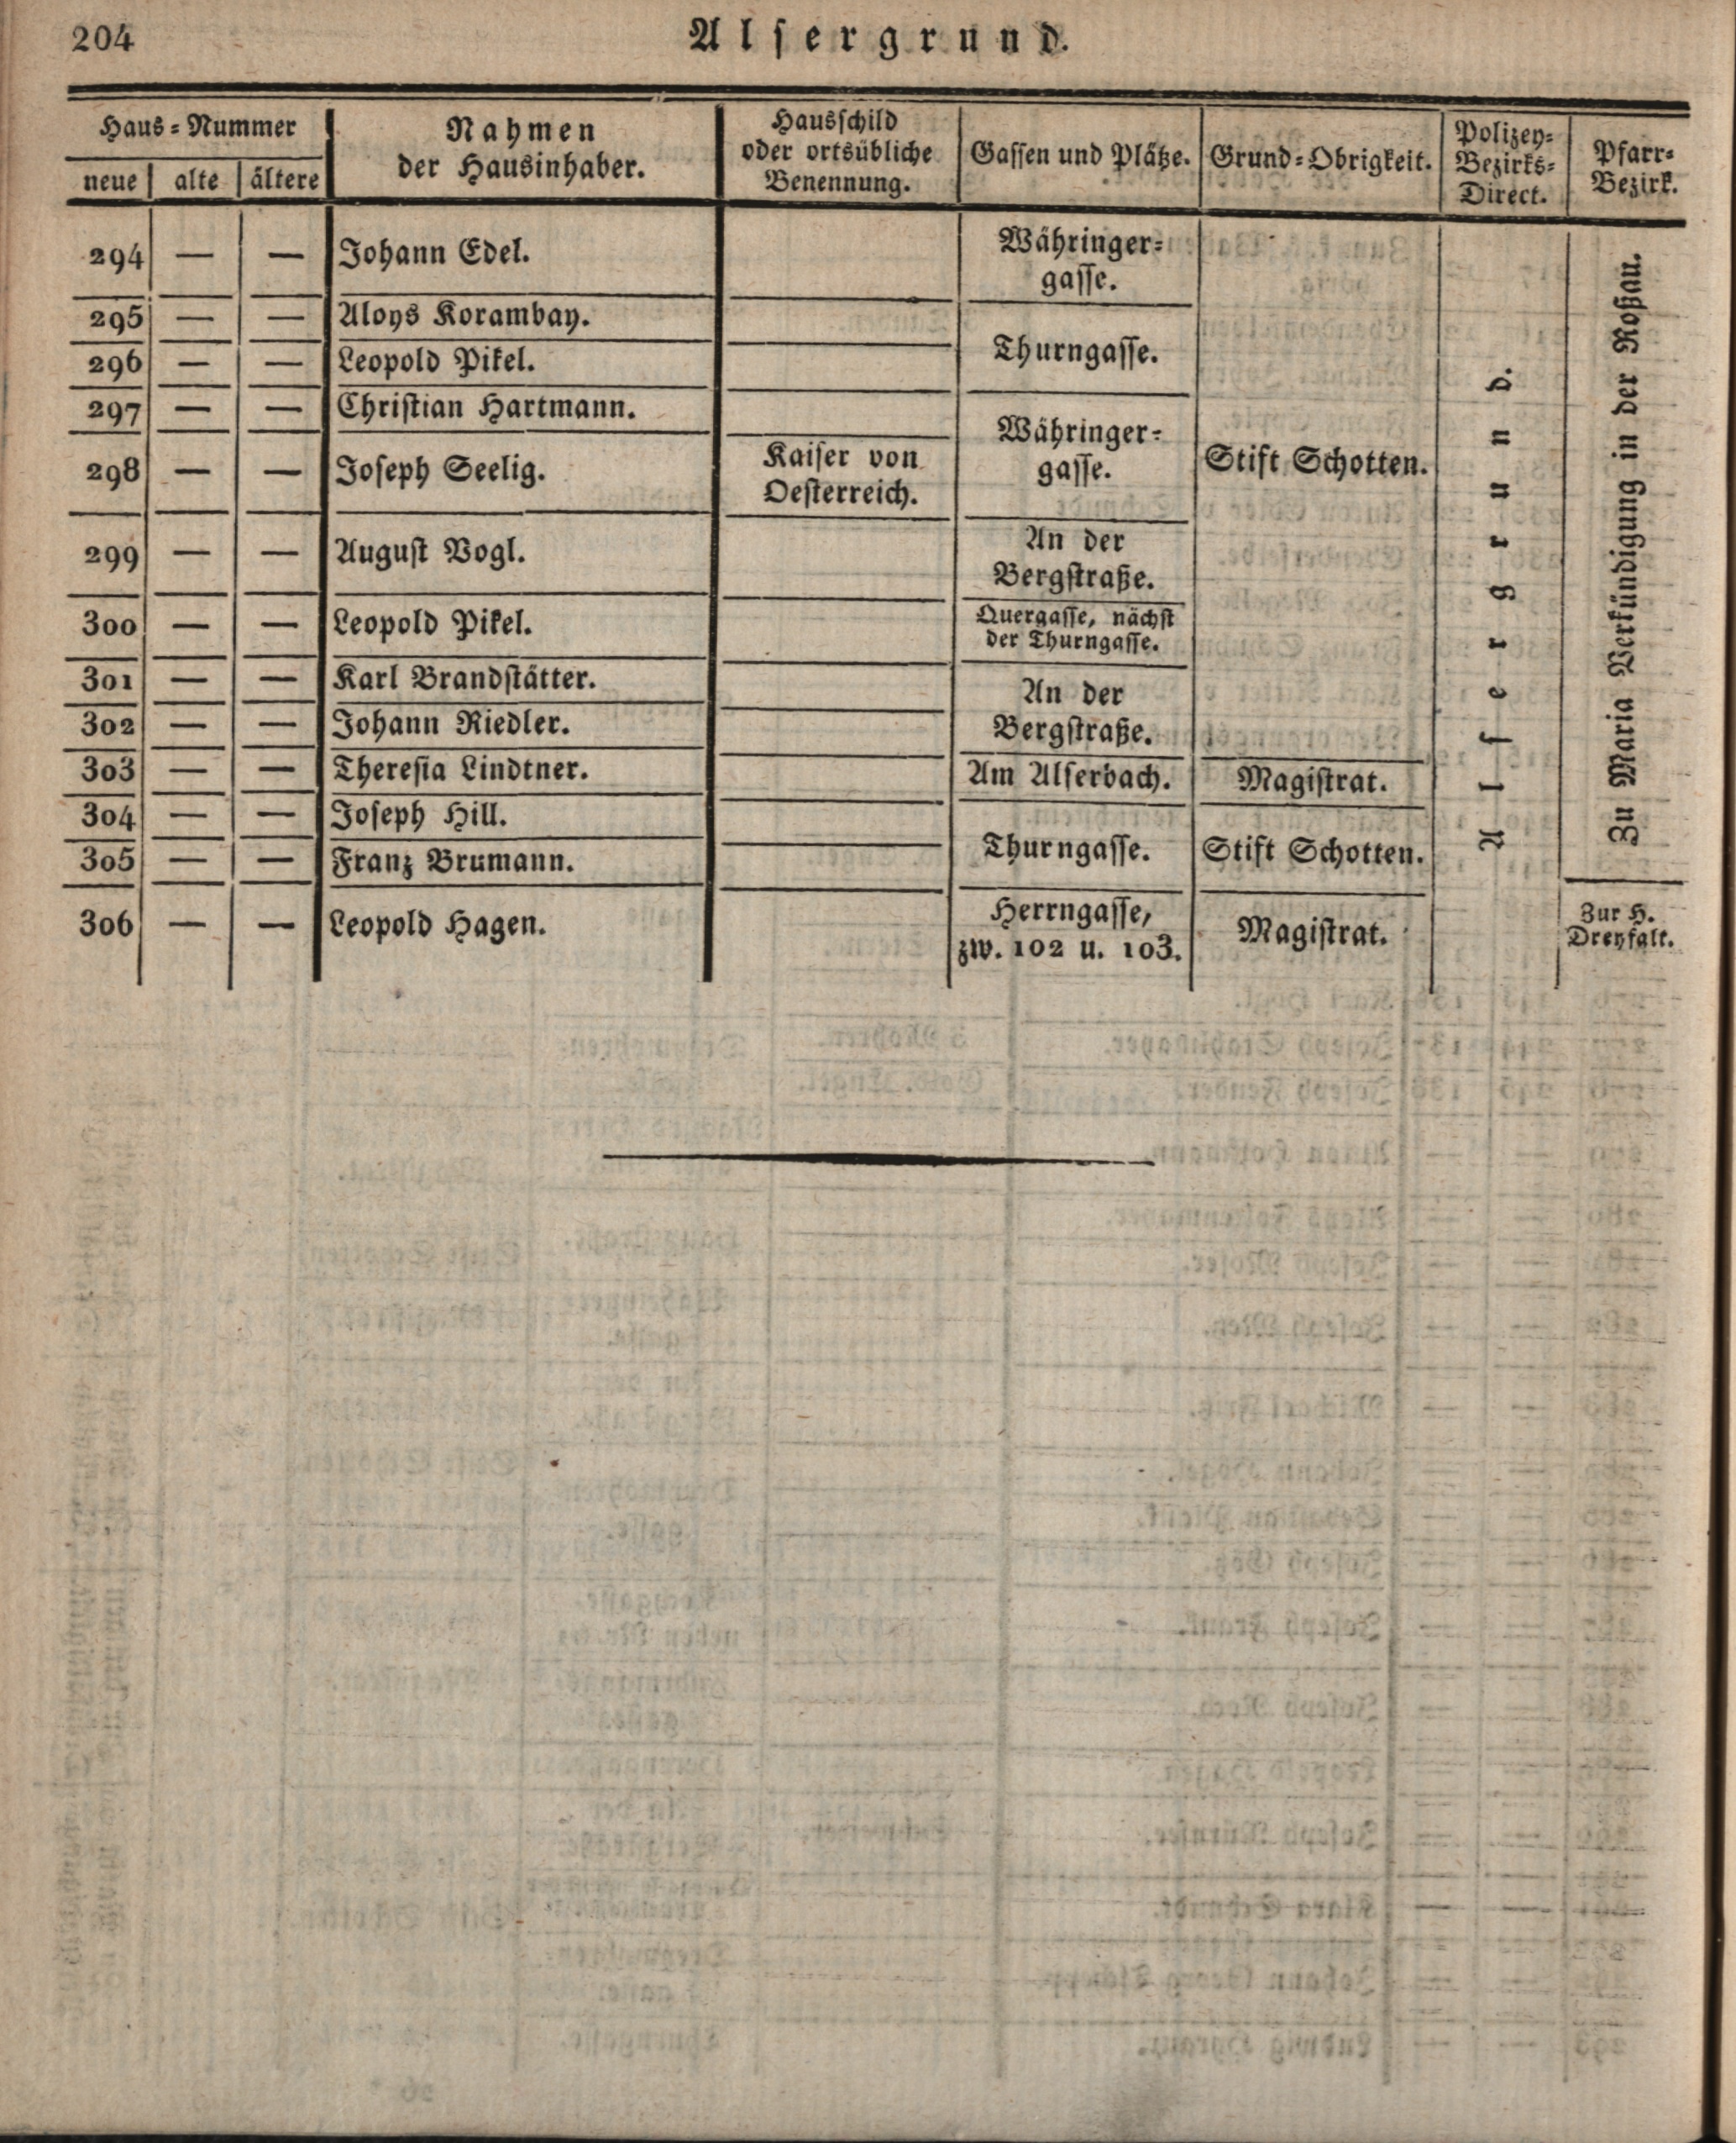 204
Alsergrund.
Haus-Nummer
neue alte ältere
Nahmen
der Hausinhaber.
Hausschild
oder ortsübliche
Benennung.
Gassen und Plätze.
Grund-Obrigkeit.
Polizey-
Bezirks-
Direct.
Pfarr-
Bezirk.
294 — — Johann Edel. Währinger-
gasse.
295 — — Aloys Korambay.
296 — — Leopold Pikel. Thurngasse.
297 — — Christian Hartmann.
298 — — Joseph Seelig. Kaiser von
Oesterreich. Währinger-
gasse. Stift Schotten.
299 — — August Vogl. An der
Bergstraße.
300 — — Leopold Pikel. Quergasse, nächst
der Thurngasse.
301 — — Karl Brandstätter.
302 — — Johann Riedler. An der
Bergstraße.
303 — — Theresia Lindtner. Am Alserbach. Magistrat.
304 — — Joseph Hill.
305 — — Franz Brumann. Thurngasse. Stift Schotten.
306 — — Leopold Hagen. Herrngasse,
zw. 102 u. 103. Magistrat.
Alsergrund.
Zu Maria Verkündigung in der Roßau.
Zur H.
Dreyfalt.